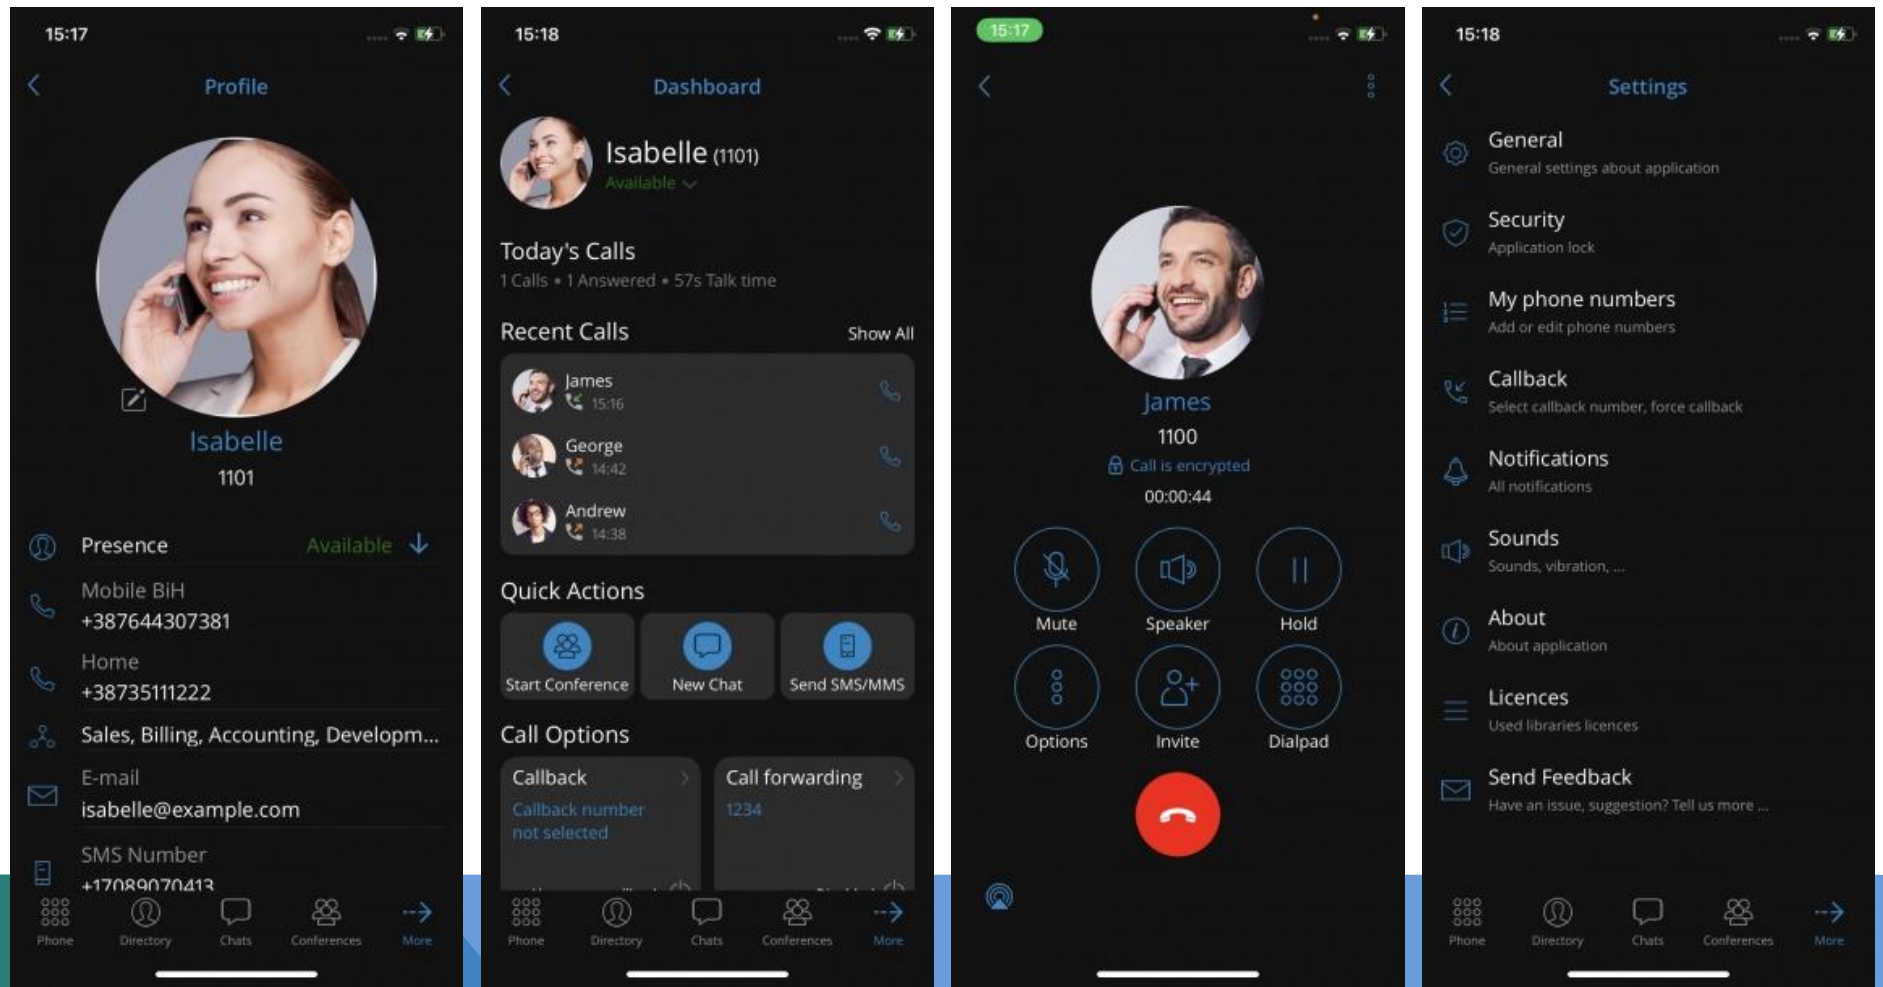 15:17
Profile
Isabelle
1101
Presence Available
Mobile BiH
+387644307381
Home
+38735111222
Sales, Billing, Accounting, Developm...
E-mail
isabelle@example.com
SMS Number
+17089070413
Phone Directory Chats Conferences More
15:18
Dashboard
Isabelle (1101)
Available
Today's Calls
1 Calls • 1 Answered • 57s Talk time
Recent Calls Show All
James
15:16
George
14:42
Andrew
14:38
Quick Actions
Start Conference New Chat Send SMS/MMS
Call Options
Callback Call forwarding
Callback number 1234
not selected
Phone Directory Chats Conferences More
15:17
James
1100
Call is encrypted
00:00:44
Mute Speaker Hold
Options Invite Dialpad
15:18
Settings
General
General settings about application
Security
Application lock
My phone numbers
Add or edit phone numbers
Callback
Select callback number, force callback
Notifications
All notifications
Sounds
Sounds, vibration, ...
About
About application
Licences
Used libraries licences
Send Feedback
Have an issue, suggestion? Tell us more ...
Phone Directory Chats Conferences More